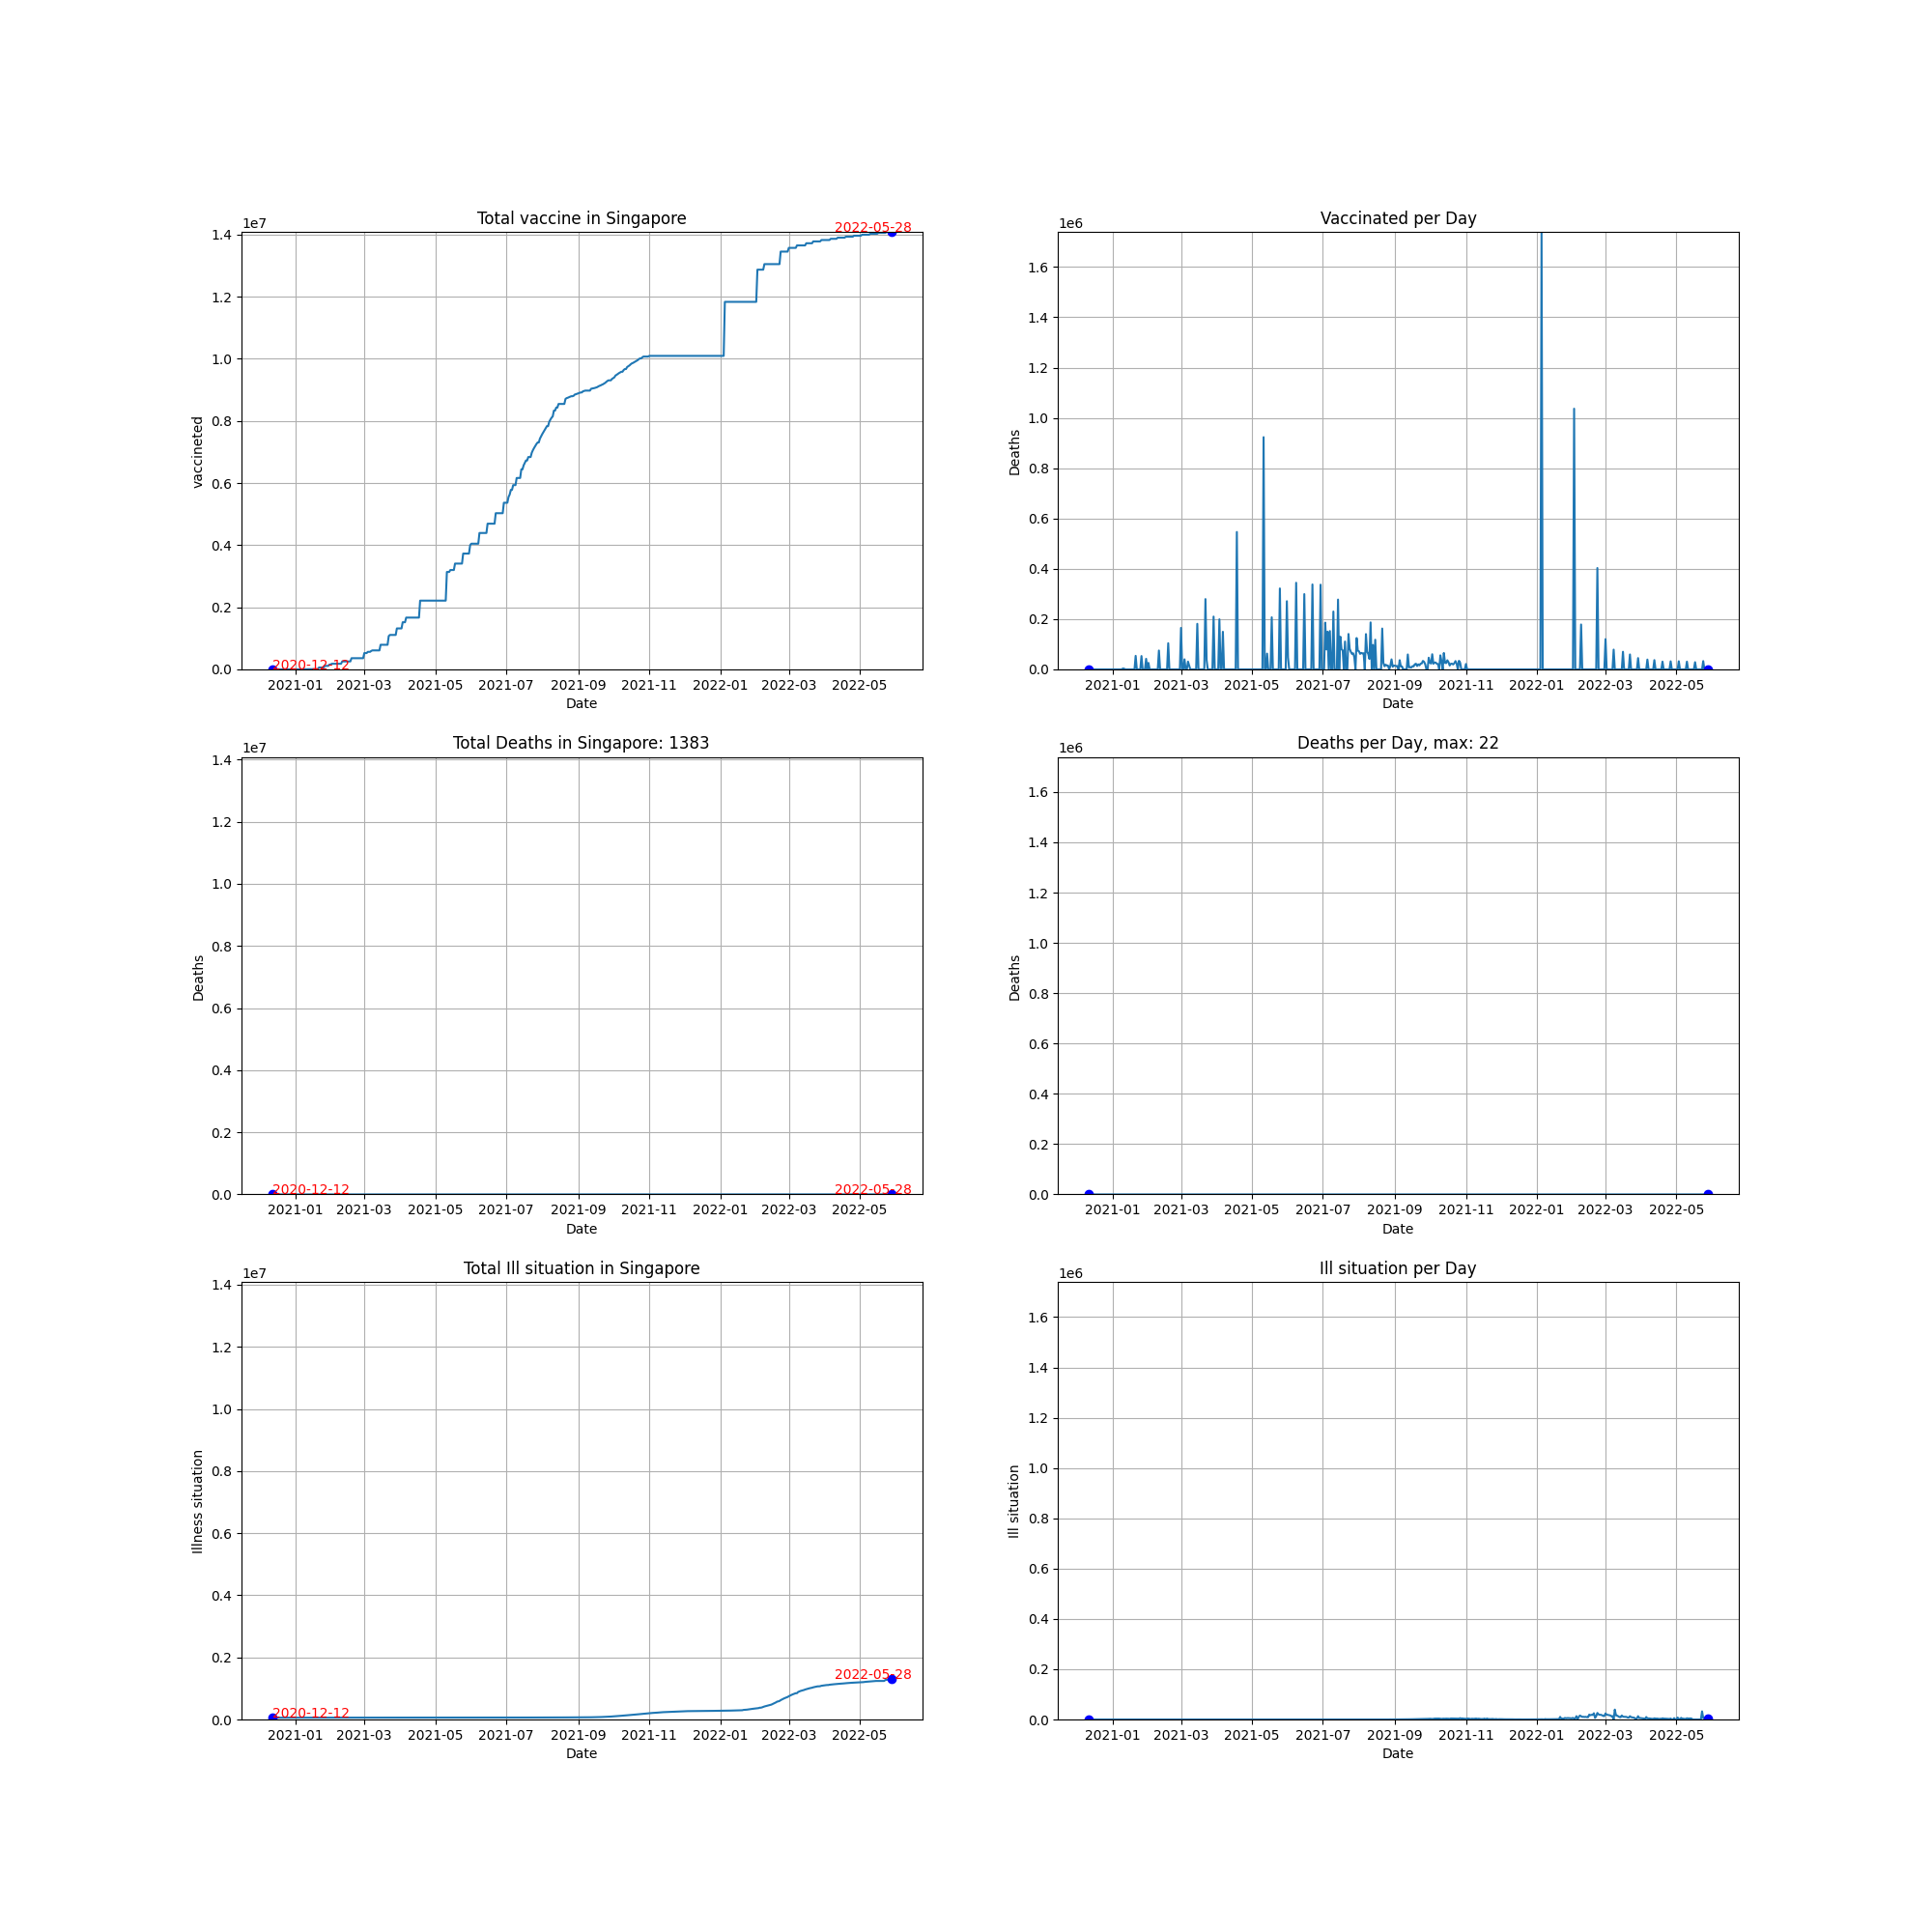 Total vaccine in Singapore
1e7
2022-05-28
1.4
1.2
1.0
0.8
0.6
0.4
0.2
0.0
vaccineted
2020-12-12
2021-01 2021-03 2021-05 2021-07 2021-09 2021-11 2022-01 2022-03 2022-05
Date
Vaccinated per Day
1e6
1.6
1.4
1.2
1.0
0.8
0.6
0.4
0.2
0.0
Deaths
2021-01 2021-03 2021-05 2021-07 2021-09 2021-11 2022-01 2022-03 2022-05
Date
Total Deaths in Singapore: 1383
1e7
1.4
1.2
1.0
0.8
0.6
0.4
0.2
0.0
Deaths
2020-12-12
2022-05-28
2021-01 2021-03 2021-05 2021-07 2021-09 2021-11 2022-01 2022-03 2022-05
Date
Deaths per Day, max: 22
1e6
1.6
1.4
1.2
1.0
0.8
0.6
0.4
0.2
0.0
Deaths
2021-01 2021-03 2021-05 2021-07 2021-09 2021-11 2022-01 2022-03 2022-05
Date
Total Ill situation in Singapore
1e7
1.4
1.2
1.0
0.8
0.6
0.4
0.2
0.0
Illness situation
2020-12-12
2022-05-28
2021-01 2021-03 2021-05 2021-07 2021-09 2021-11 2022-01 2022-03 2022-05
Date
Ill situation per Day
1e6
1.6
1.4
1.2
1.0
0.8
0.6
0.4
0.2
0.0
Ill situation
2021-01 2021-03 2021-05 2021-07 2021-09 2021-11 2022-01 2022-03 2022-05
Date